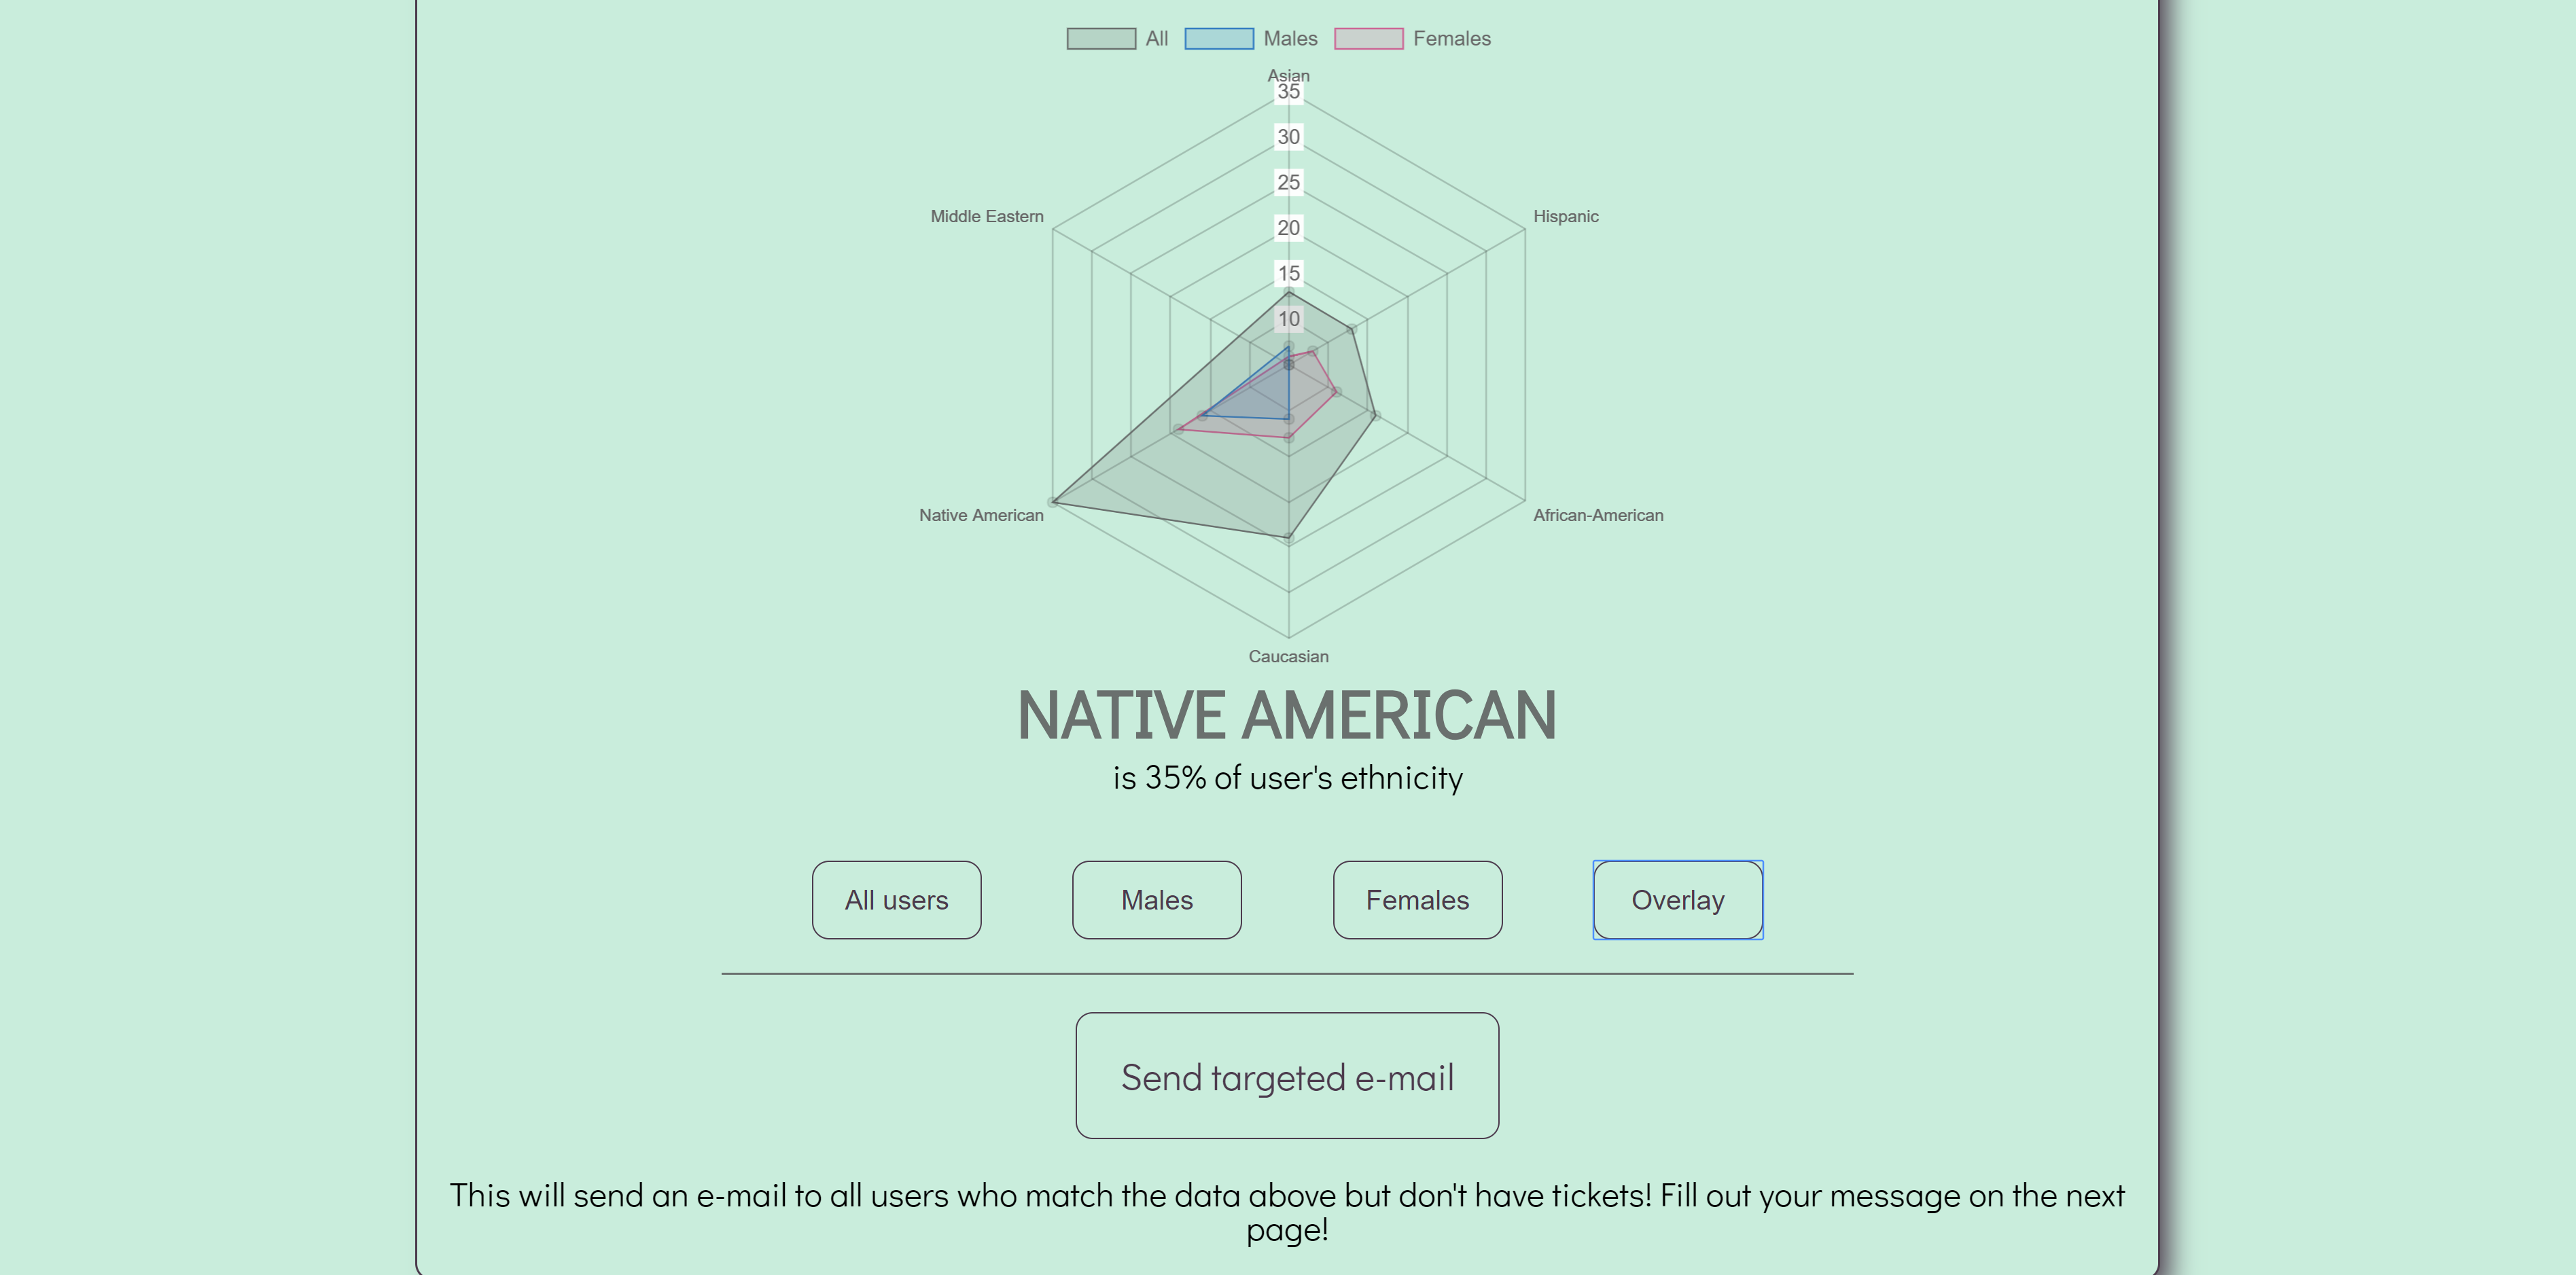 All Males Females
Asian
35
30
25
20
15
10
Middle Eastern
Hispanic
Native American
African-American
Caucasian
NATIVE AMERICAN
is 35% of user's ethnicity
All users Males Females Overlay
Send targeted e-mail
This will send an e-mail to all users who match the data above but don't have tickets! Fill out your message on the next
page!